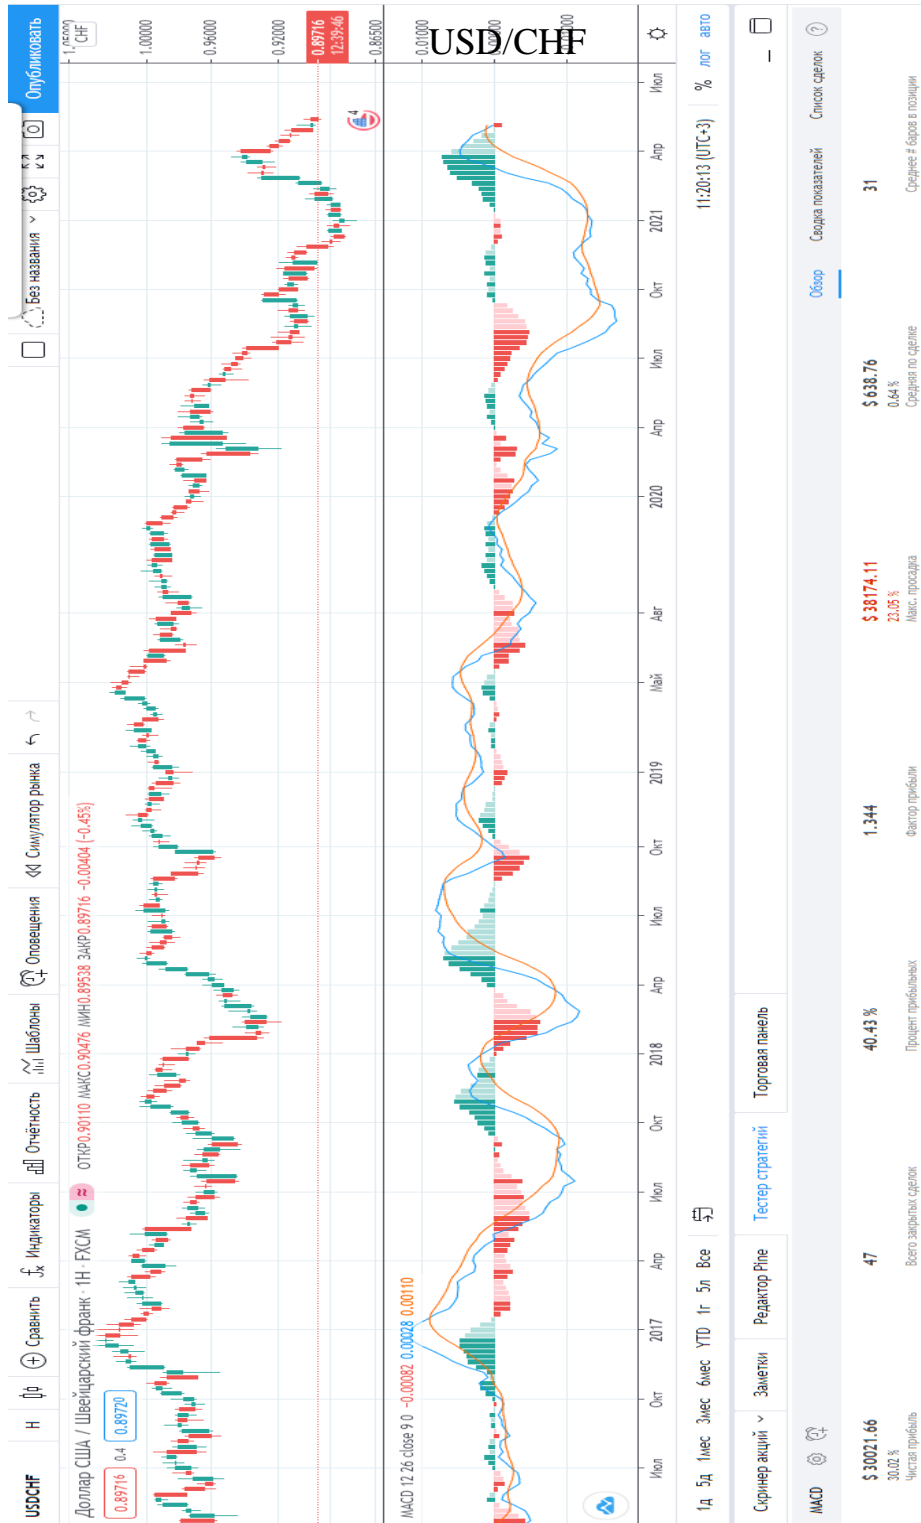 USD/CHF
USDCHF
Н
Сравнить
Индикаторы
Отчётность
Шаблоны
Оповещения
Симулятор рынка
Без названия
Опубликовать
Доллар США / Швейцарский франк · 1Н · FXCM ОТКР0.90110 МАКС0.90476 МИН0.89538 ЗАКР0.89716 −0.00404 (−0.45%)
CHF
0.89716 0.4 0.89720
1.00000
0.96000
0.92000
0.89716
12:39:46
0.86500
4
MACD 12 26 close 9 0 −0.00082 0.00028 0.00110
0.01000
Июл Окт 2017 Апр Июл Окт 2018 Апр Июл Окт 2019 Май Авг 2020 Апр Июл Окт 2021 Апр Июл
1д 5д 1мес 3мес 6мес YTD 1г 5л Все
11:20:13 (UTC+3) % лог авто
Скринер акций Заметки Редактор Pine Тестер стратегий Торговая панель
MACD
Обзор Сводка показателей Список сделок
$ 30021.66 47 40.43 % 1.344 $ 38174.11 $ 638.76 31
30.02 % 23.05 % 0.64 %
Чистая прибыль Всего закрытых сделок Процент прибыльных Фактор прибыли Макс. просадка Средняя по сделке Среднее # баров в позиции